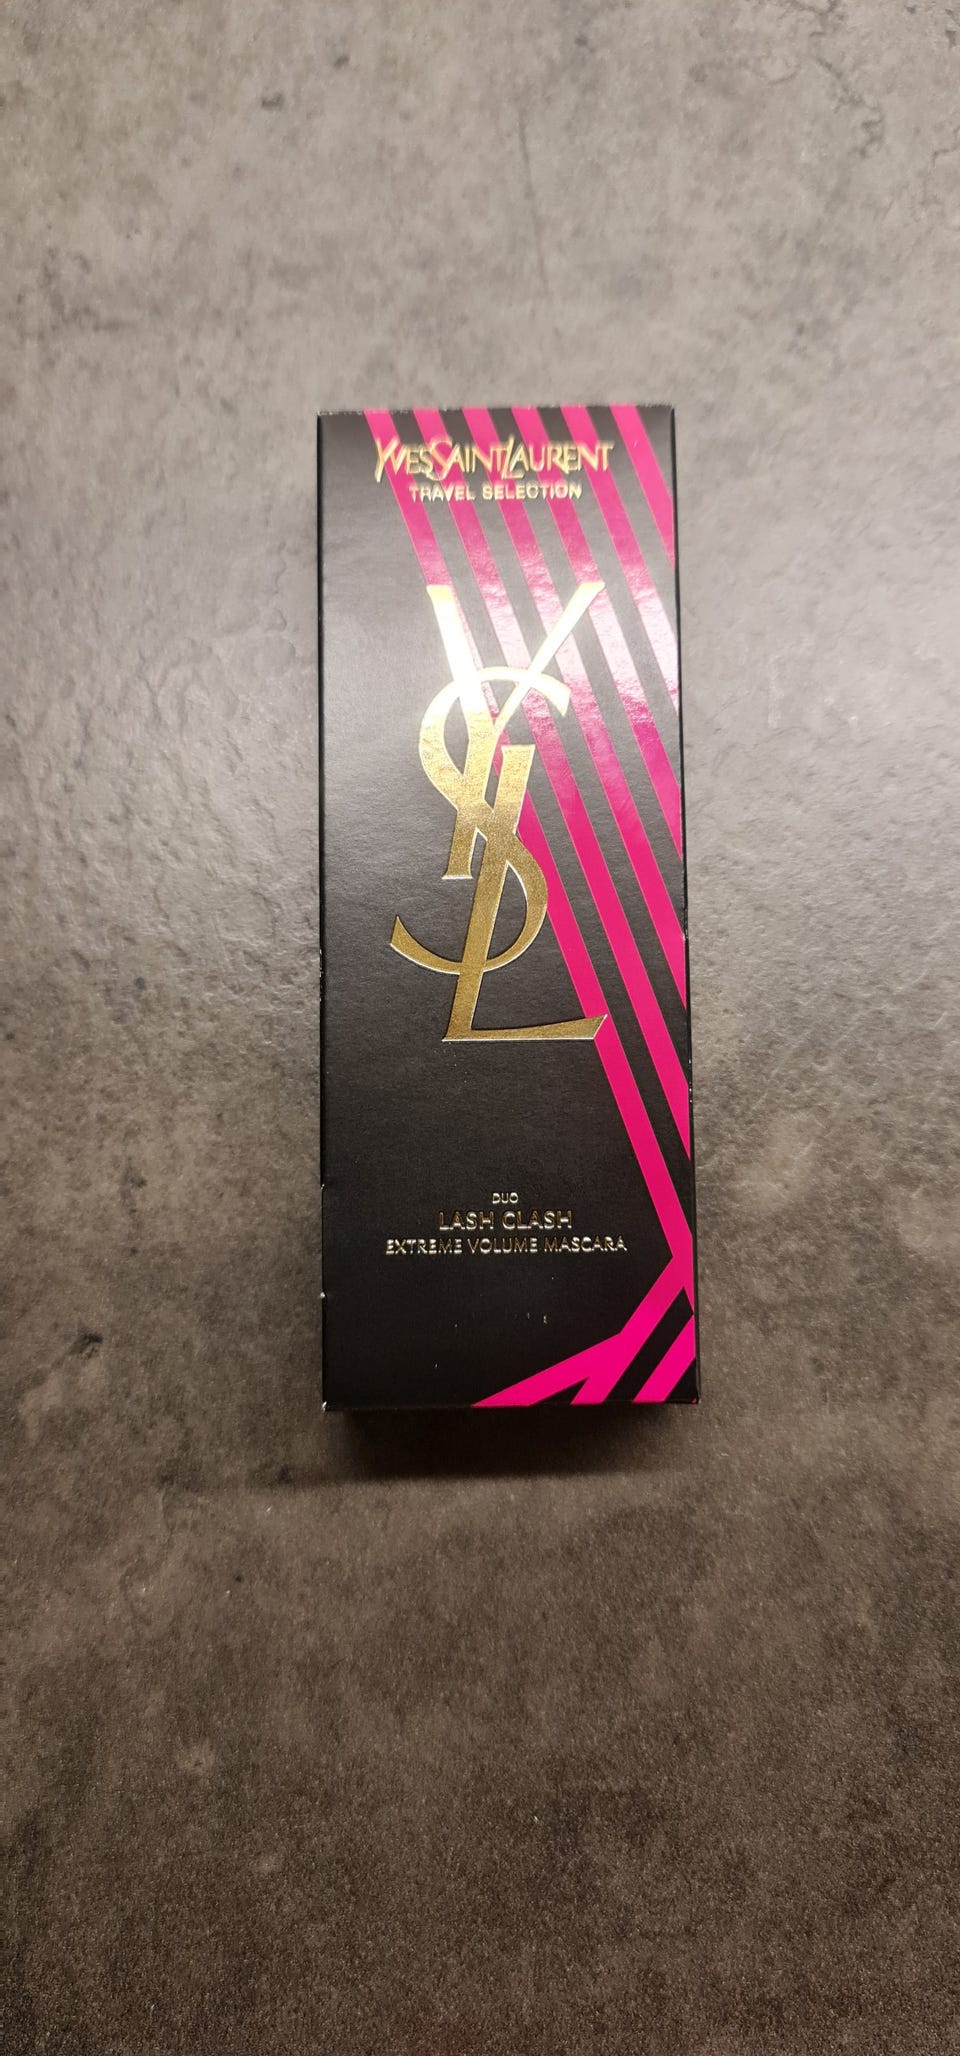 YVESSAINTLAURENT
TRAVEL SELECTION
YSL
DUO
LASH CLASH
EXTREME VOLUME MASCARA